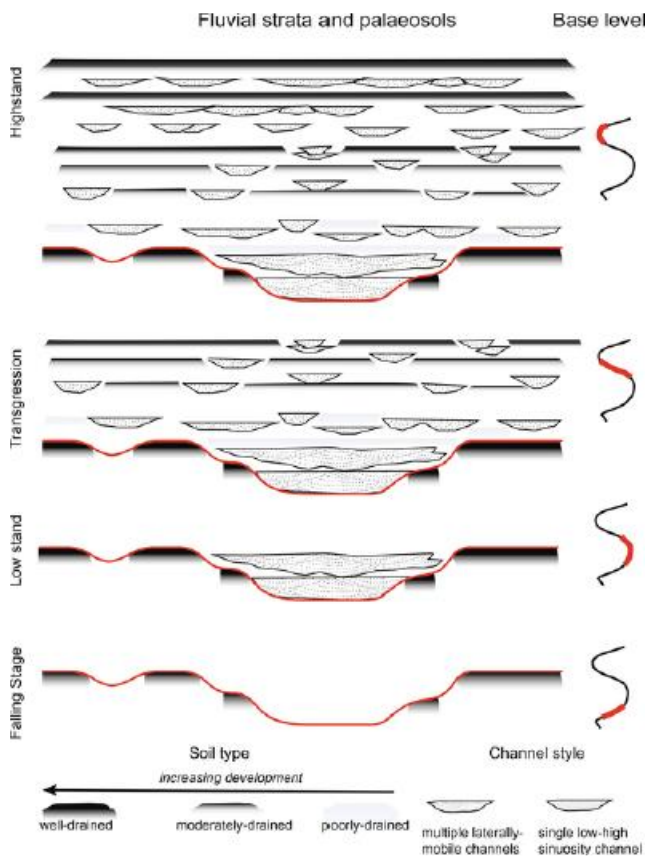 Fluvial strata and palaeosols
Base level
Highstand
Transgression
Low stand
Falling Stage
Soil type
Channel style
increasing development
well-drained
moderately-drained
poorly-drained
multiple laterally-
mobile channels
single low-high
sinuosity channel